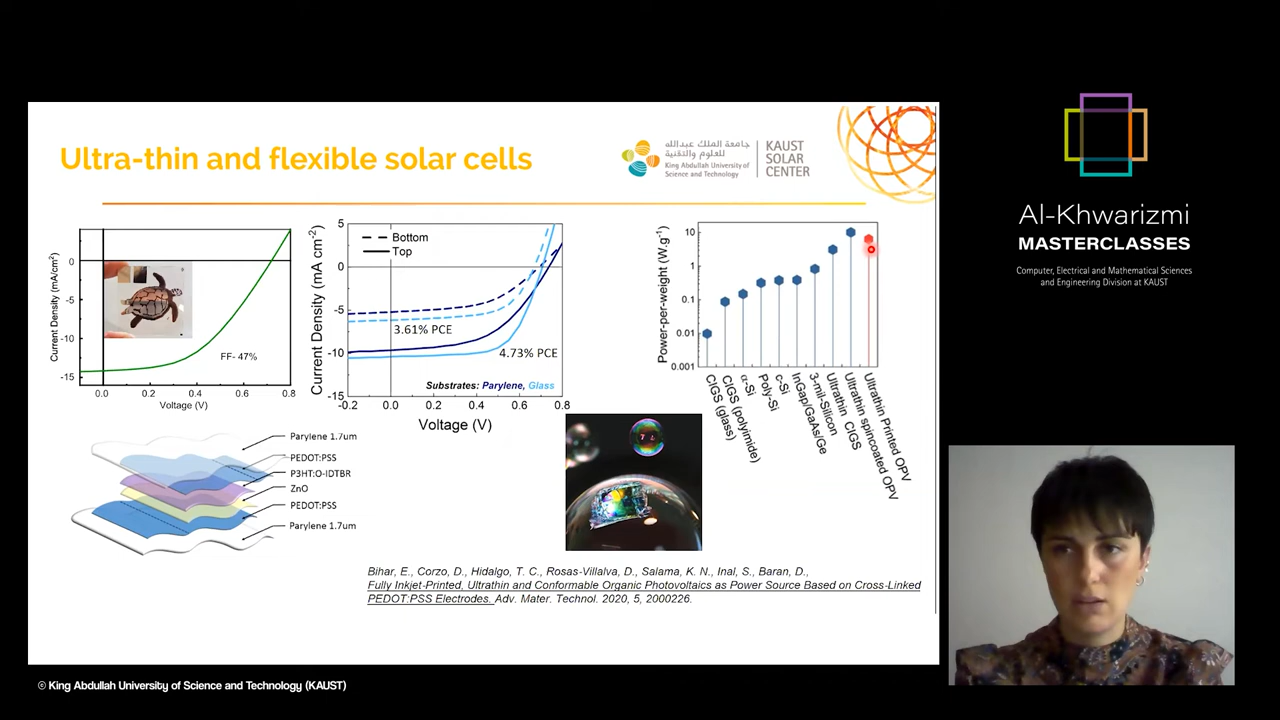 Ultra-thin and flexible solar cells
جامعة الملك عبدالله
للعلوم والتقنية
King Abdullah University of
Science and Technology
KAUST
SOLAR
CENTER
Current Density (mA/cm²)
0
-5
-10
-15
FF- 47%
0.0
0.2
0.4
0.6
0.8
Voltage (V)
Current Density (mA cm⁻²)
5
0
-5
-10
-15
Bottom
Top
3.61% PCE
4.73% PCE
Substrates: Parylene, Glass
-0.2
0.0
0.2
0.4
0.6
0.8
Voltage (V)
Power-per-weight (W.g⁻¹)
10
1
0.1
0.01
0.001
CIGS (glass)
CIGS (polyimide)
α-Si
Poly-Si
c-Si
InGap/GaAs/Ge
3-mil-Silicon
Ultrathin CIGS
Ultrathin spincoated OPV
Ultrathin Printed OPV
Parylene 1.7um
PEDOT:PSS
P3HT:O-IDTBR
ZnO
PEDOT:PSS
Parylene 1.7um
Bihar, E., Corzo, D., Hidalgo, T. C., Rosas-Villalva, D., Salama, K. N., Inal, S., Baran, D.,
Fully Inkjet-Printed, Ultrathin and Conformable Organic Photovoltaics as Power Source Based on Cross-Linked
PEDOT:PSS Electrodes. Adv. Mater. Technol. 2020, 5, 2000226.
Al-Khwarizmi
MASTERCLASSES
Computer, Electrical and Mathematical Sciences
and Engineering Division at KAUST
© King Abdullah University of Science and Technology (KAUST)